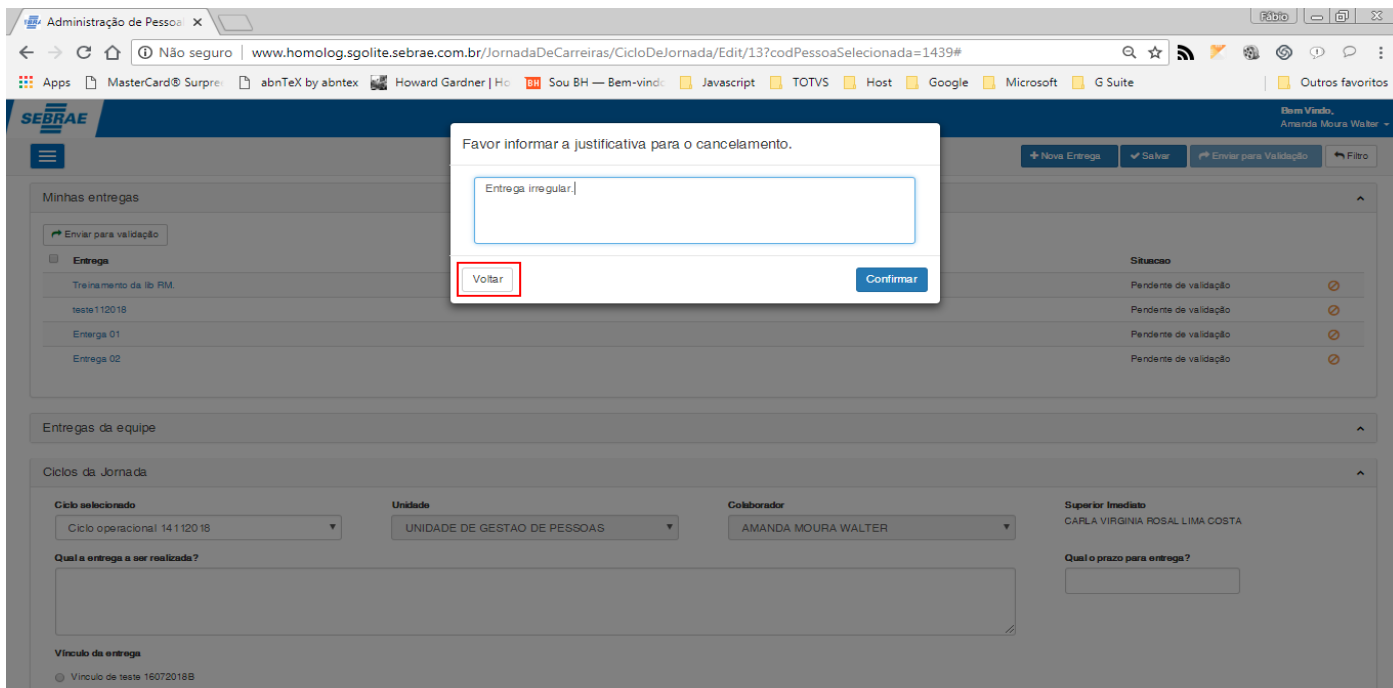 Administração de Pessoa
Fábio
Não seguro | www.homolog.sgolite.sebrae.com.br/JornadaDeCarreiras/CicloDeJornada/Edit/13?codPessoaSelecionada=1439#
Apps MasterCard® Surpre abnTeX by abntex Howard Gardner | Ho BH Sou BH — Bem-vindo Javascript TOTVS Host Google Microsoft G Suite Outros favoritos
SEBRAE
Bem Vindo,
Amanda Moura Walter
Favor informar a justificativa para o cancelamento.
Nova Entrega Salvar Enviar para Validação Filtro
Entrega irregular.
Voltar Confirmar
Minhas entregas
Enviar para validação
Entrega Situacao
Treinamento da lib RM. Pendente de validação
teste112018 Pendente de validação
Enterga 01 Pendente de validação
Entrega 02 Pendente de validação
Entregas da equipe
Ciclos da Jornada
Ciclo selecionado Unidade Colaborador Superior Imediato
Ciclo operacional 14112018 UNIDADE DE GESTAO DE PESSOAS AMANDA MOURA WALTER CARLA VIRGINIA ROSAL LIMA COSTA
Qual a entrega a ser realizada? Qual o prazo para entrega?
Vínculo da entrega
Vinculo de teste 16072018B